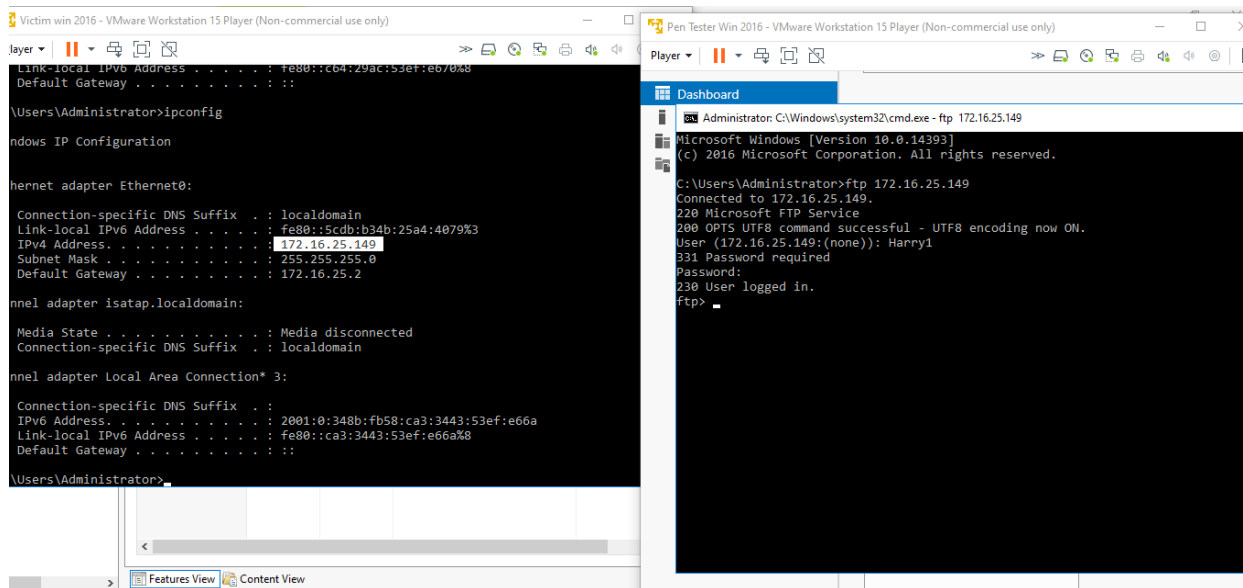 Victim win 2016 - VMware Workstation 15 Player (Non-commercial use only)
layer
Link-local IPv6 Address . . . . . : fe80::c64:29ac:53ef:e670%8
Default Gateway . . . . . . . . . : ::
\Users\Administrator>ipconfig
ndows IP Configuration
hernet adapter Ethernet0:
Connection-specific DNS Suffix . : localdomain
Link-local IPv6 Address . . . . . : fe80::5cdb:b34b:25a4:4079%3
IPv4 Address. . . . . . . . . . . : 172.16.25.149
Subnet Mask . . . . . . . . . . . : 255.255.255.0
Default Gateway . . . . . . . . . : 172.16.25.2
nnel adapter isatap.localdomain:
Media State . . . . . . . . . . . : Media disconnected
Connection-specific DNS Suffix . : localdomain
nnel adapter Local Area Connection* 3:
Connection-specific DNS Suffix . :
IPv6 Address. . . . . . . . . . . : 2001:0:348b:fb58:ca3:3443:53ef:e66a
Link-local IPv6 Address . . . . . : fe80::ca3:3443:53ef:e66a%8
Default Gateway . . . . . . . . . : ::
\Users\Administrator>
Features View Content View
Pen Tester Win 2016 - VMware Workstation 15 Player (Non-commercial use only)
Player
Dashboard
Administrator: C:\Windows\system32\cmd.exe - ftp 172.16.25.149
Microsoft Windows [Version 10.0.14393]
(c) 2016 Microsoft Corporation. All rights reserved.
C:\Users\Administrator>ftp 172.16.25.149
Connected to 172.16.25.149.
220 Microsoft FTP Service
200 OPTS UTF8 command successful - UTF8 encoding now ON.
User (172.16.25.149:(none)): Harry1
331 Password required
Password:
230 User logged in.
ftp>